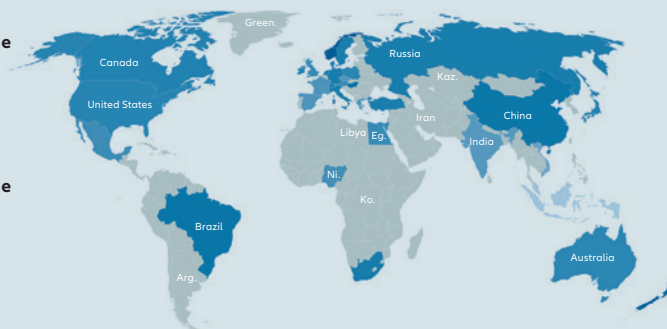 Green.
e
Russia
Canada
Kaz.
United States
China
Iran
Libya
Eg.
India
Ni.
e
Ko.
Brazil
Australia
Arg.